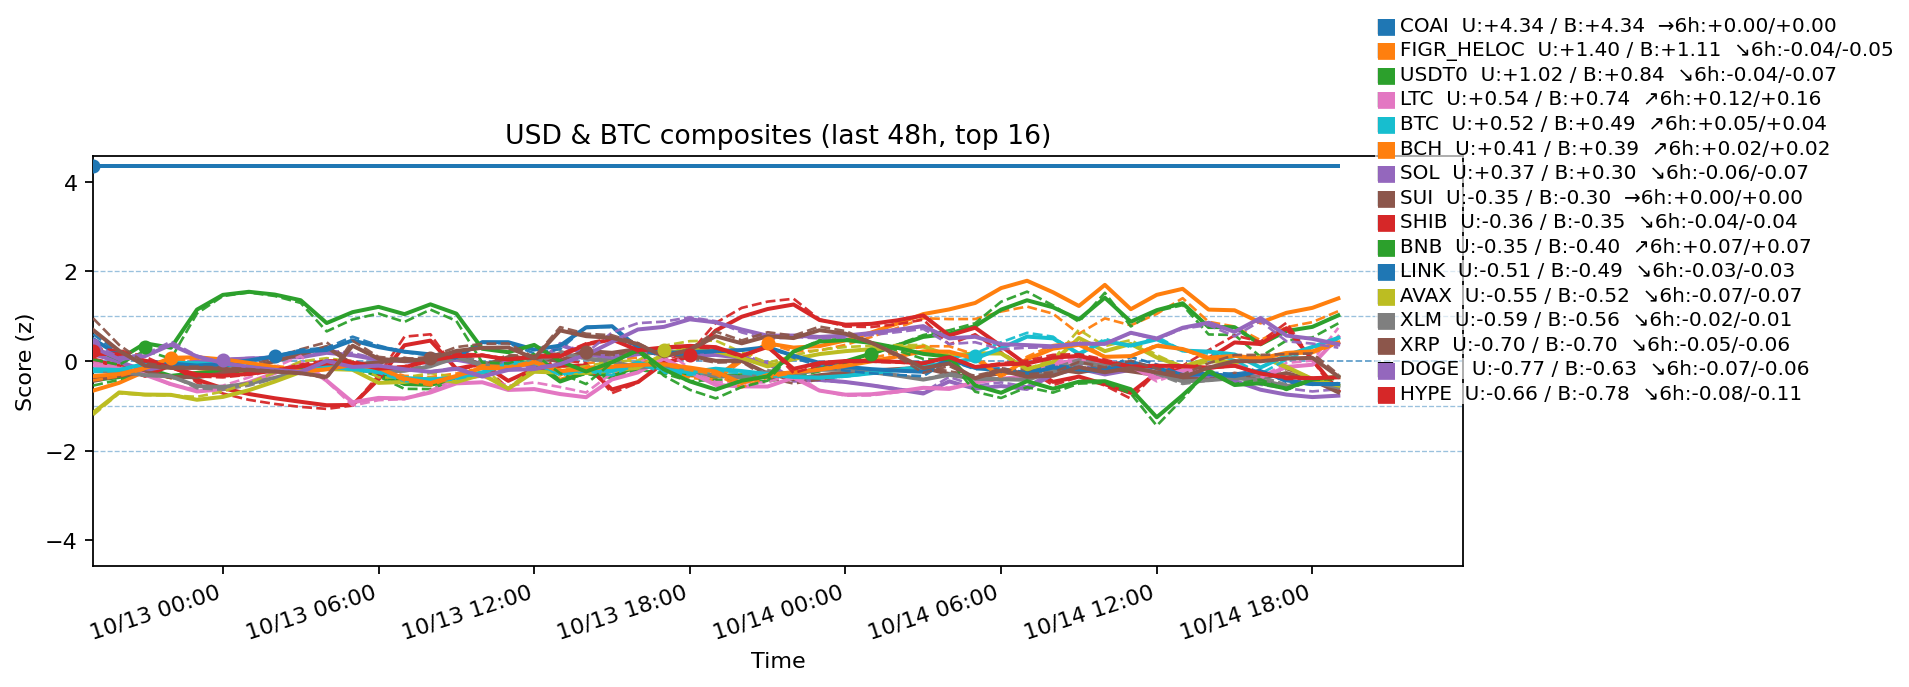 COAI  U:+4.34 / B:+4.34  →6h:+0.00/+0.00
FIGR_HELOC  U:+1.40 / B:+1.11  ↘6h:-0.04/-0.05
USDT0  U:+1.02 / B:+0.84  ↘6h:-0.04/-0.07
LTC  U:+0.54 / B:+0.74  ↗6h:+0.12/+0.16
BTC  U:+0.52 / B:+0.49  ↗6h:+0.05/+0.04
BCH  U:+0.41 / B:+0.39  ↗6h:+0.02/+0.02
SOL  U:+0.37 / B:+0.30  ↘6h:-0.06/-0.07
SUI  U:-0.35 / B:-0.30  →6h:+0.00/+0.00
SHIB  U:-0.36 / B:-0.35  ↘6h:-0.04/-0.04
BNB  U:-0.35 / B:-0.40  ↗6h:+0.07/+0.07
LINK  U:-0.51 / B:-0.49  ↘6h:-0.03/-0.03
AVAX  U:-0.55 / B:-0.52  ↘6h:-0.07/-0.07
XLM  U:-0.59 / B:-0.56  ↘6h:-0.02/-0.01
XRP  U:-0.70 / B:-0.70  ↘6h:-0.05/-0.06
DOGE  U:-0.77 / B:-0.63  ↘6h:-0.07/-0.06
HYPE  U:-0.66 / B:-0.78  ↘6h:-0.08/-0.11
USD & BTC composites (last 48h, top 16)
Score (z)
4
2
0
−2
−4
10/13 00:00
10/13 06:00
10/13 12:00
10/13 18:00
10/14 00:00
10/14 06:00
10/14 12:00
10/14 18:00
Time